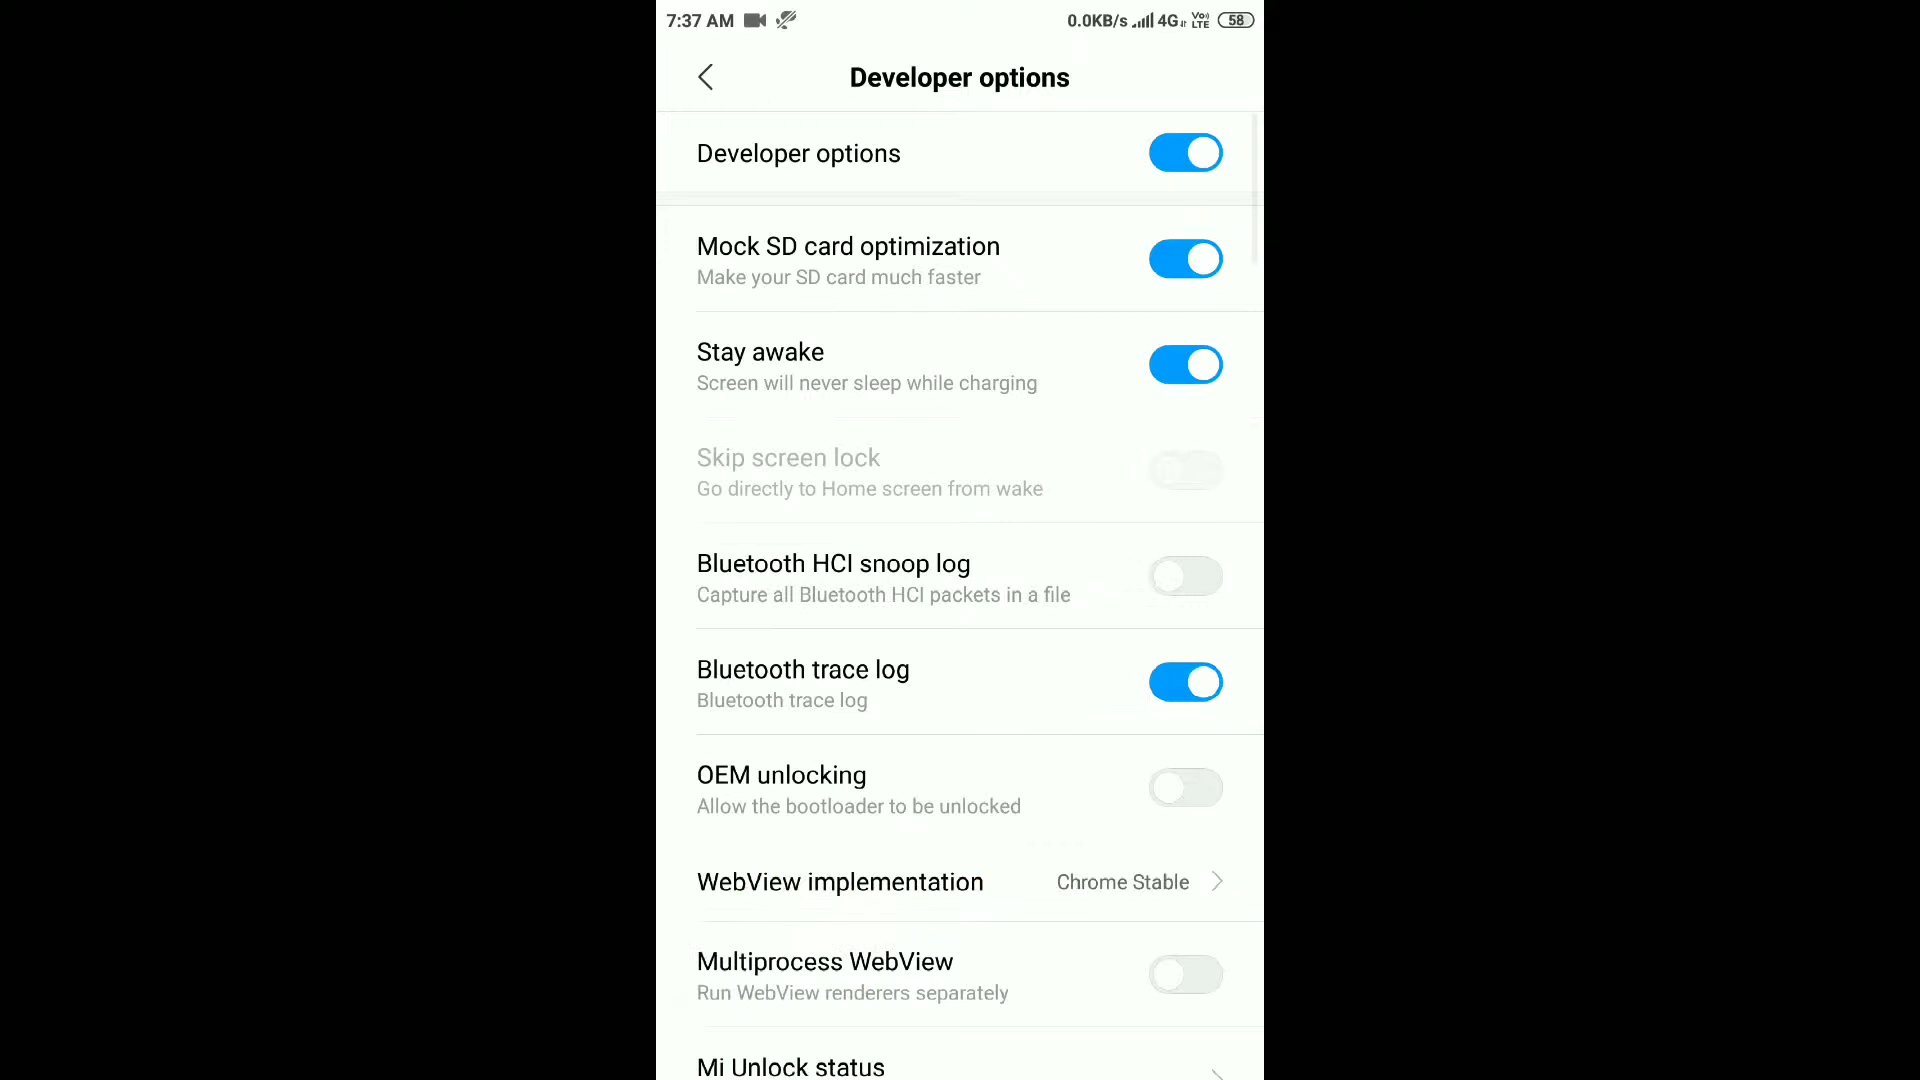 7:37 AM 0.0KB/s 4G Vo) LTE 58
Developer options
Developer options
Mock SD card optimization
Make your SD card much faster
Stay awake
Screen will never sleep while charging
Skip screen lock
Go directly to Home screen from wake
Bluetooth HCI snoop log
Capture all Bluetooth HCI packets in a file
Bluetooth trace log
Bluetooth trace log
OEM unlocking
Allow the bootloader to be unlocked
WebView implementation Chrome Stable
Multiprocess WebView
Run WebView renderers separately
Mi Unlock status